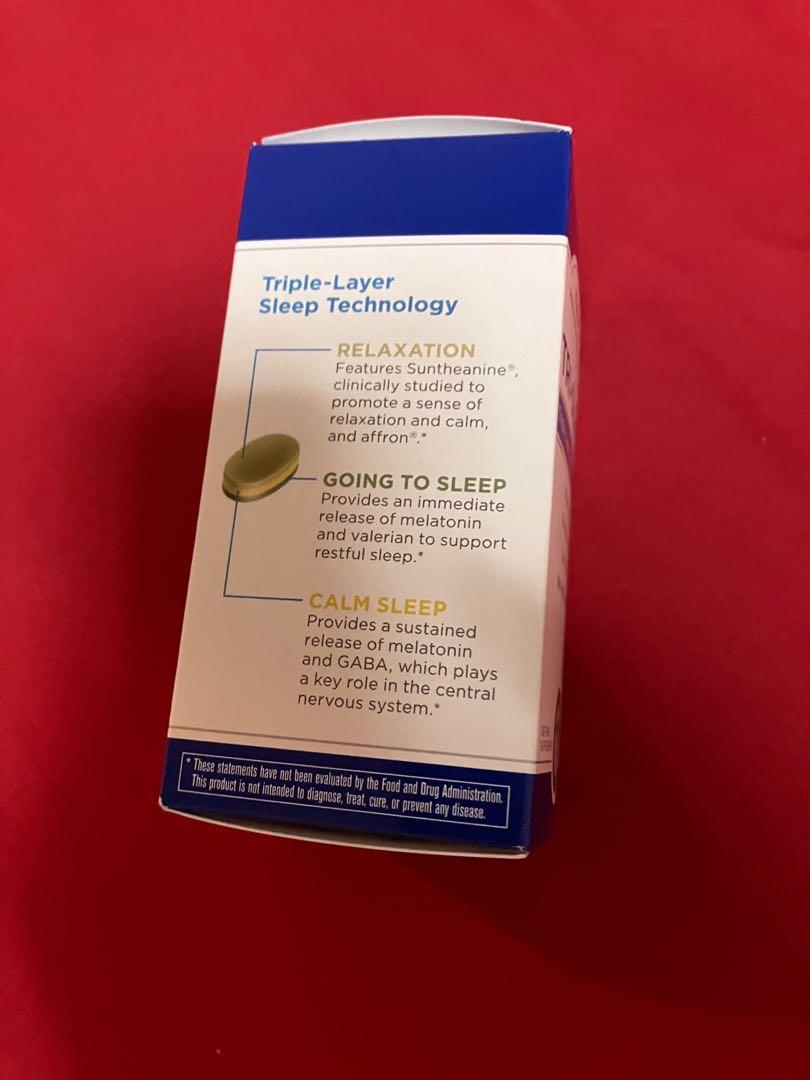 Triple-Layer
Sleep Technology
RELAXATION
Features Suntheanine®,
clinically studied to
promote a sense of
relaxation and calm,
and affron®.*
GOING TO SLEEP
Provides an immediate
release of melatonin
and valerian to support
restful sleep.*
CALM SLEEP
Provides a sustained
release of melatonin
and GABA, which plays
a key role in the central
nervous system.*
* These statements have not been evaluated by the Food and Drug Administration.
This product is not intended to diagnose, treat, cure, or prevent any disease.